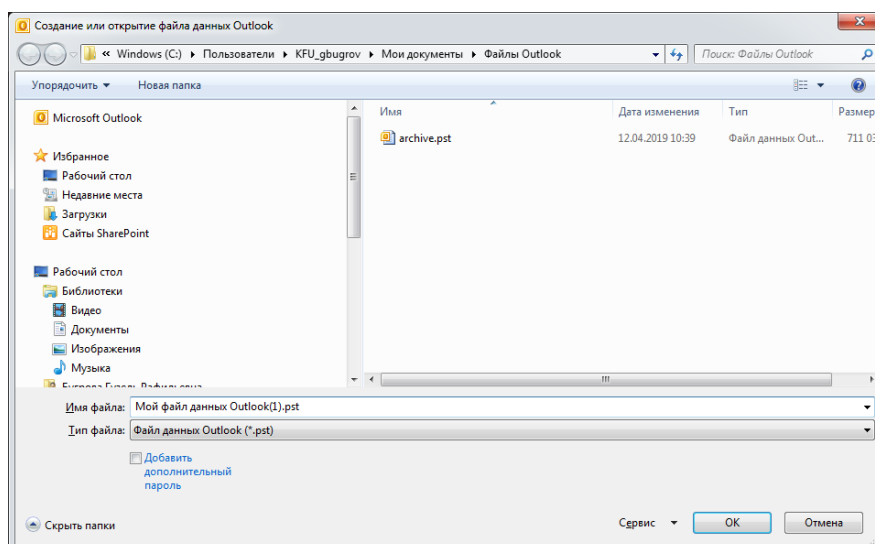 Создание или открытие файла данных Outlook
« Windows (C:) Пользователи KFU_gbugrov Мои документы Файлы Outlook
Поиск: Файлы Outlook
Упорядочить Новая папка
Microsoft Outlook
Избранное
Рабочий стол
Недавние места
Загрузки
Сайты SharePoint
Рабочий стол
Библиотеки
Видео
Документы
Изображения
Музыка
Имя Дата изменения Тип Размер
archive.pst 12.04.2019 10:39 Файл данных Out... 711 03
Имя файла: Мой файл данных Outlook(1).pst
Тип файла: Файл данных Outlook (*.pst)
Добавить
дополнительный
пароль
Скрыть папки
Сервис OK Отмена